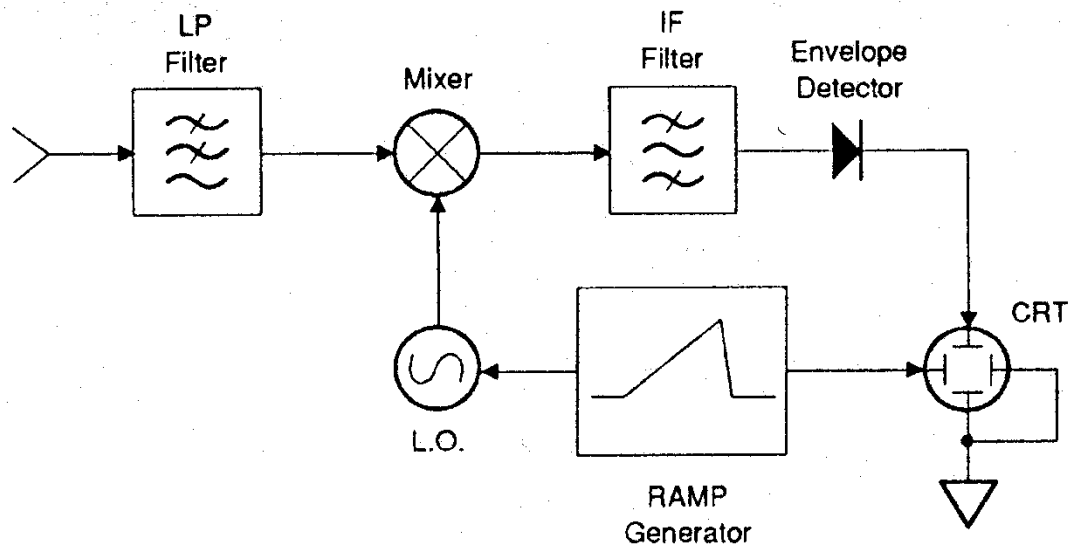 LP
Filter
Mixer
IF
Filter
Envelope
Detector
CRT
L.O.
RAMP
Generator